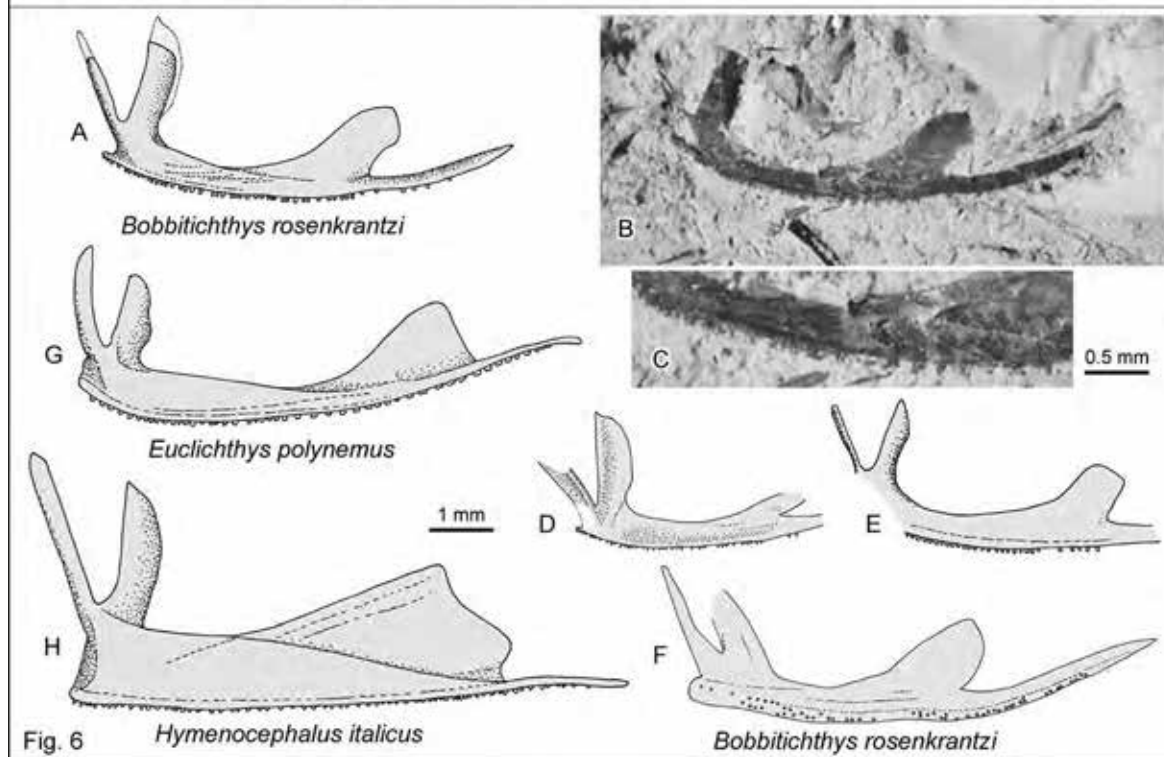 A
Bobbitichthys rosenkrantzi
B
C
0.5 mm
G
Euclichthys polynemus
1 mm
D
E
H
F
Fig. 6
Hymenocephalus italicus
Bobbitichthys rosenkrantzi